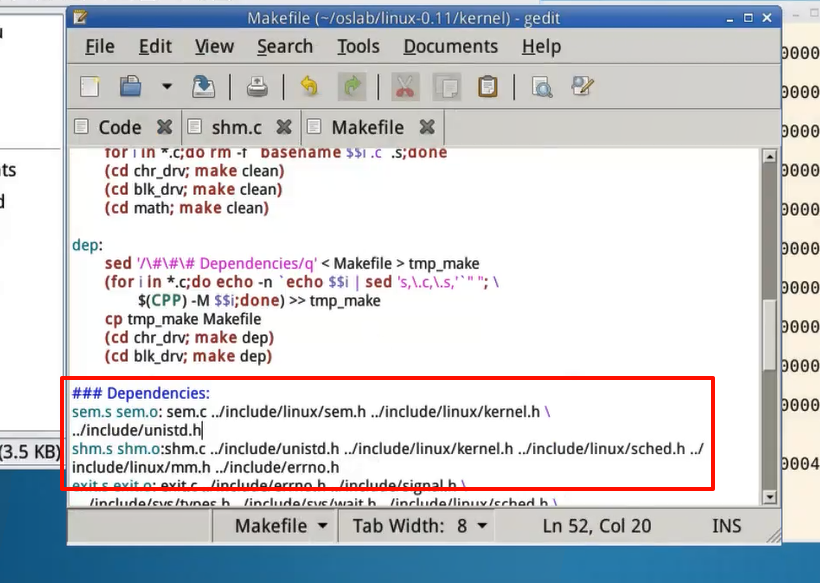 Makefile (~/oslab/linux-0.11/kernel) - gedit
File Edit View Search Tools Documents Help
Code shm.c Makefile
for i in *.c;do rm -f `basename $$i .c`.s;done
(cd chr_drv; make clean)
(cd blk_drv; make clean)
(cd math; make clean)
dep:
sed '/\#\#\# Dependencies/q' < Makefile > tmp_make
(for i in *.c;do echo -n `echo $$i | sed 's,\.c,\.s,'`" "; \
$(CPP) -M $$i;done) >> tmp_make
cp tmp_make Makefile
(cd chr_drv; make dep)
(cd blk_drv; make dep)
### Dependencies:
sem.s sem.o: sem.c ../include/linux/sem.h ../include/linux/kernel.h \
../include/unistd.h
shm.s shm.o:shm.c ../include/unistd.h ../include/linux/kernel.h ../include/linux/sched.h ../
include/linux/mm.h ../include/errno.h
exit.s exit.o: exit.c ../include/errno.h ../include/signal.h \
../include/sys/types.h ../include/sys/wait.h ../include/linux/sched.h \
Makefile Tab Width: 8 Ln 52, Col 20 INS
ts
d
(3.5 KB)
0000
0000
0000
0000
0000
0000
0000
0000
0000
0000
0004